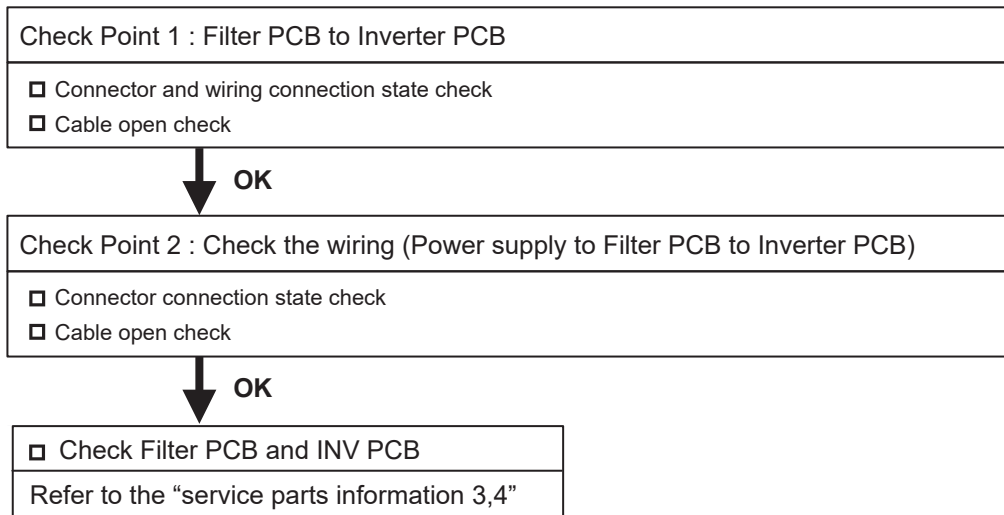 Check Point 1 : Filter PCB to Inverter PCB
Connector and wiring connection state check
Cable open check
OK
Check Point 2 : Check the wiring (Power supply to Filter PCB to Inverter PCB)
Connector connection state check
Cable open check
OK
Check Filter PCB and INV PCB
Refer to the “service parts information 3,4”